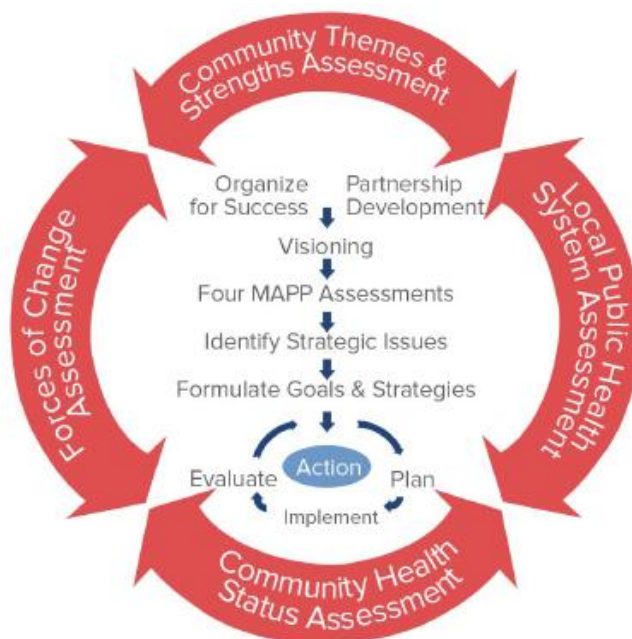 Community Themes &
Strengths Assessment
Organize
for Success
Partnership
Development
Visioning
Four MAPP Assessments
Identify Strategic Issues
Formulate Goals & Strategies
Action
Evaluate
Plan
Implement
Forces of Change
Assessment
Local Public Health
System Assessment
Community Health
Status Assessment